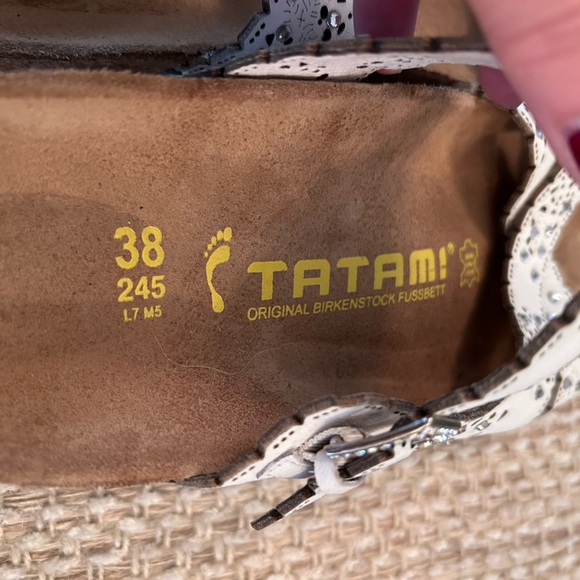 38
245
L7 M5
TATAMI®
ORIGINAL BIRKENSTOCK FUSSBETT